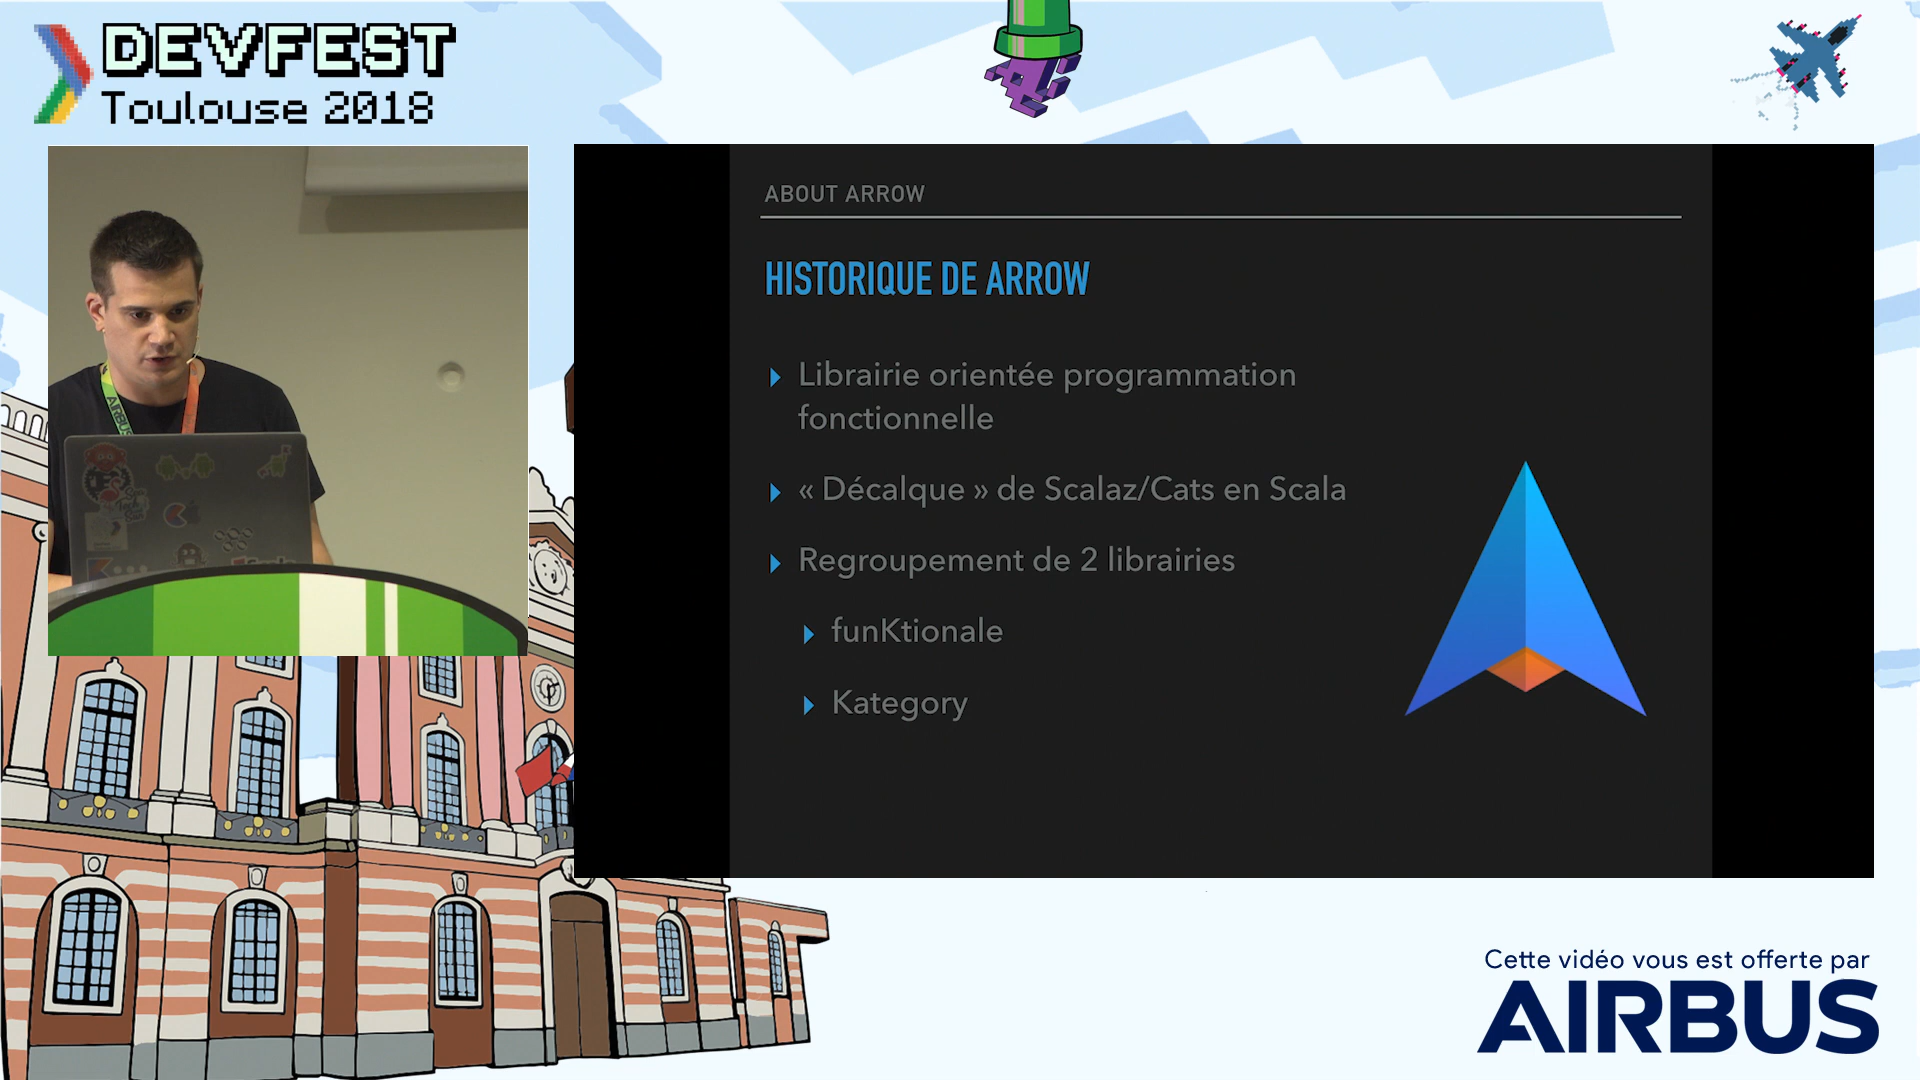 DEVFEST
Toulouse 2018
AIRBUS
ABOUT ARROW
HISTORIQUE DE ARROW
Librairie orientée programmation
fonctionnelle
« Décalque » de Scalaz/Cats en Scala
Regroupement de 2 librairies
funKtionale
Kategory
Cette vidéo vous est offerte par
AIRBUS